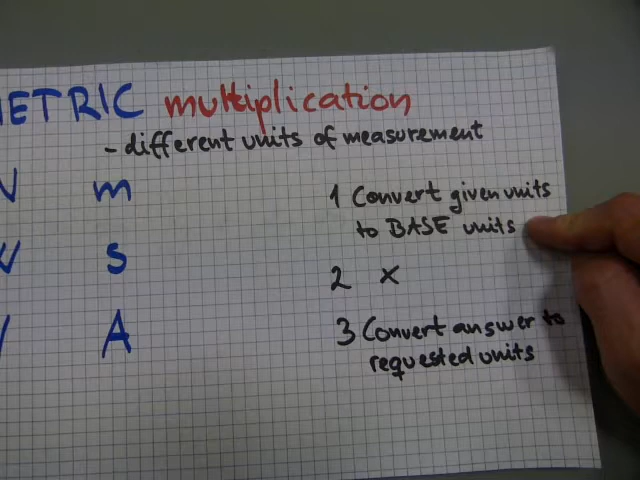 ETRIC multiplication
- different units of measurement
m
1 Convert given units
to BASE units
S
2 x
A
3 Convert answer to
requested units